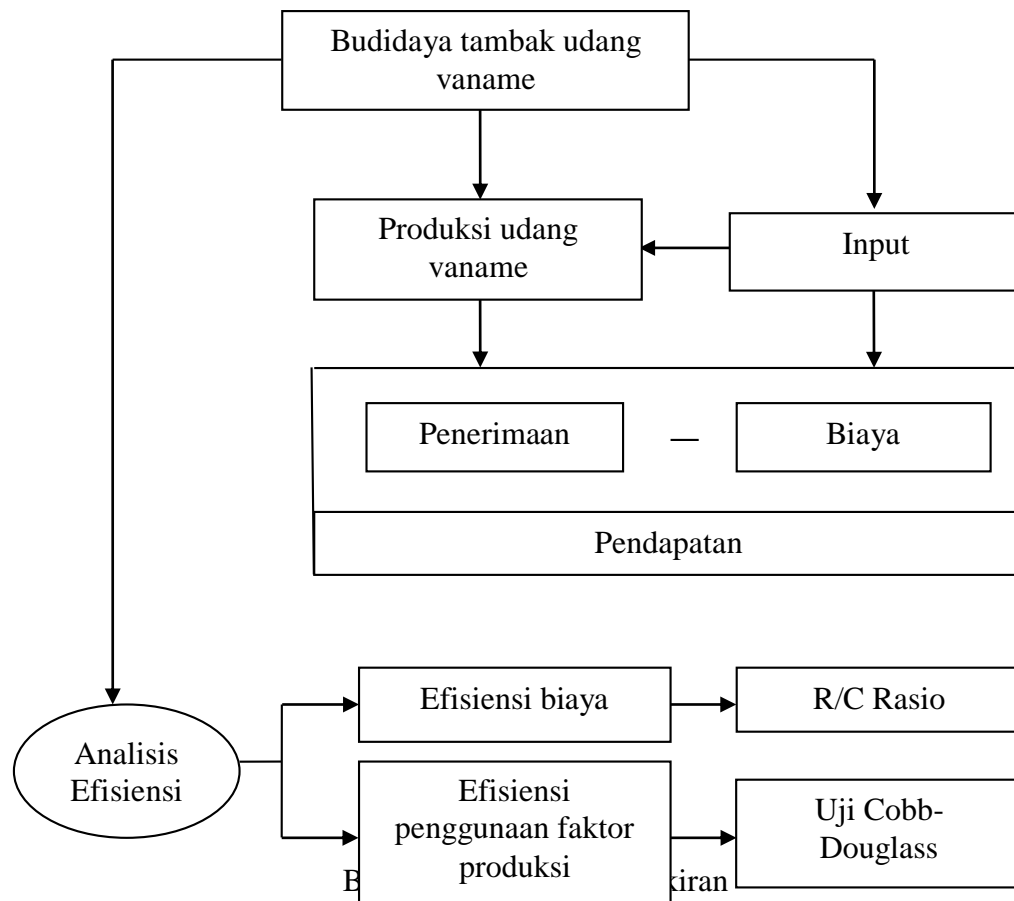 Budidaya tambak udang
vaname
Produksi udang
vaname
Input
Penerimaan
—
Biaya
Pendapatan
Efisiensi biaya
R/C Rasio
Analisis
Efisiensi
Efisiensi
penggunaan faktor
produksi
Uji Cobb-
Douglass